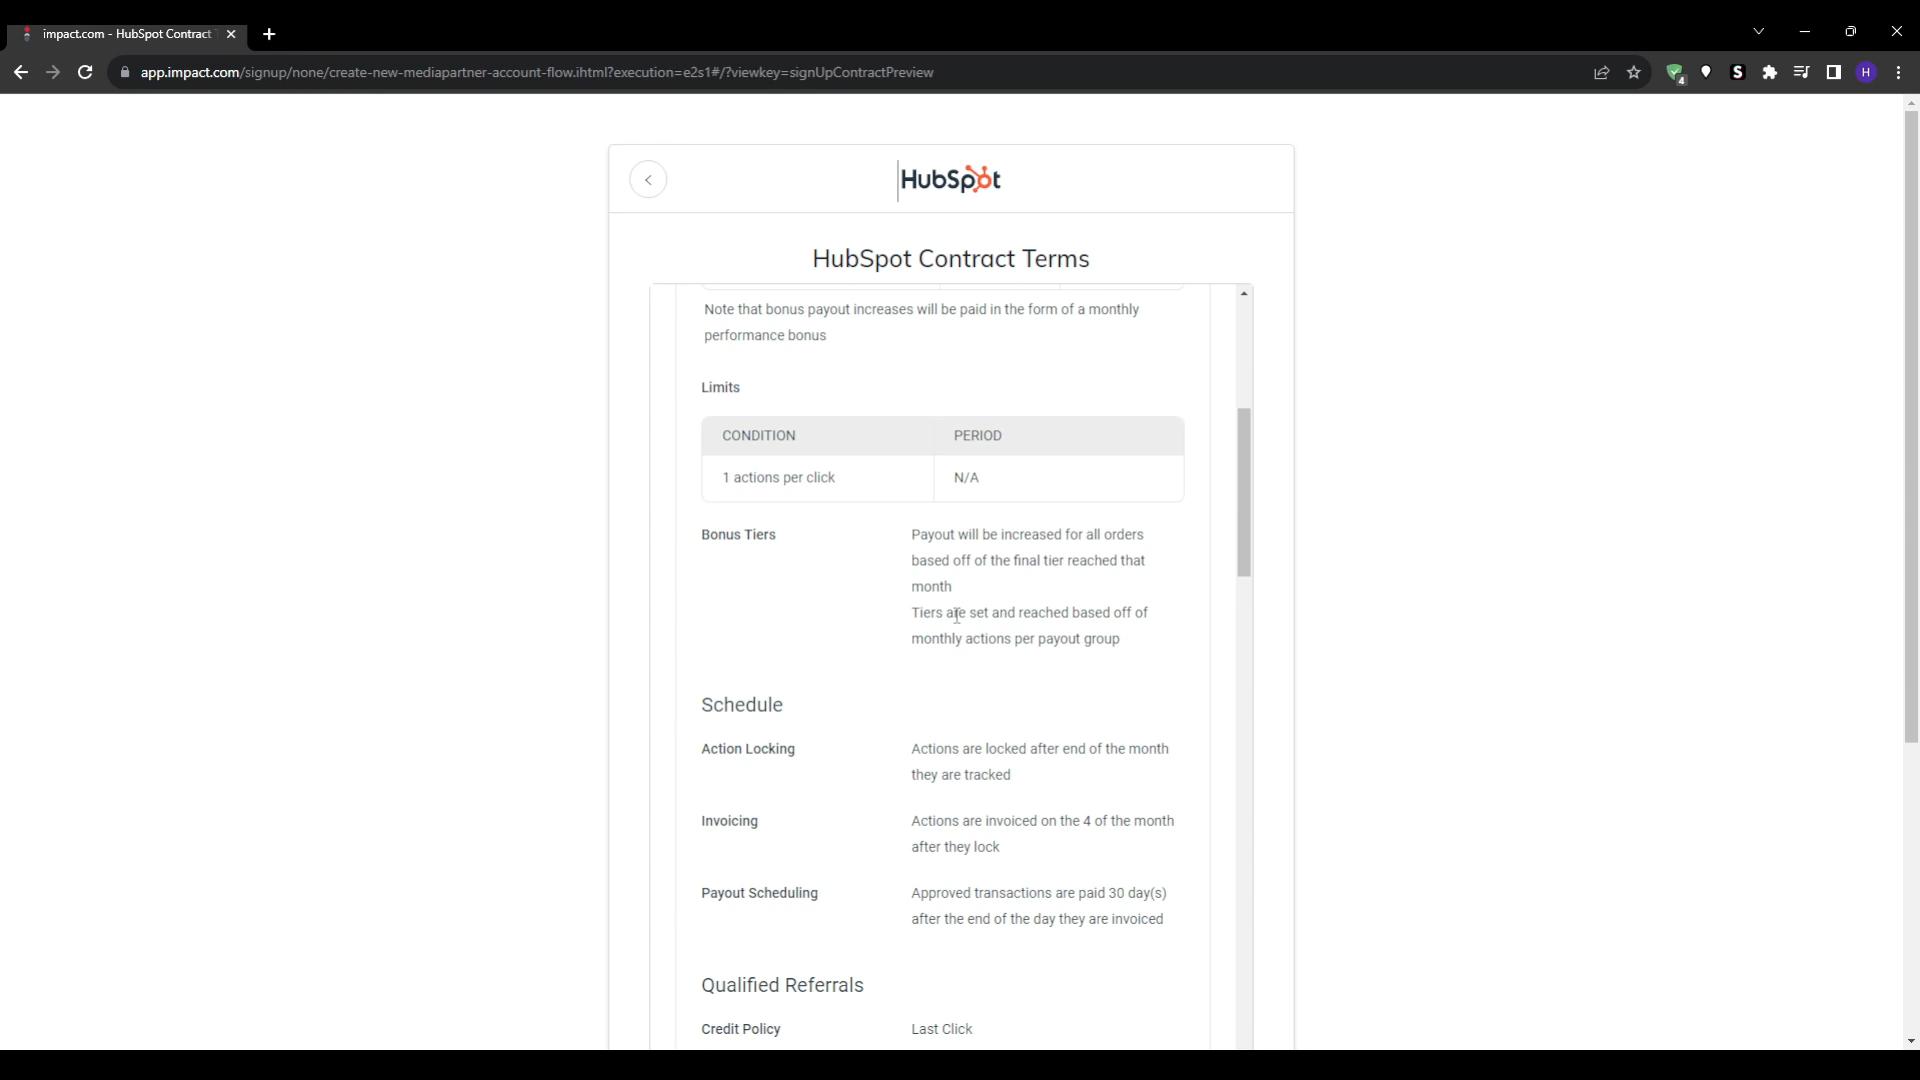 impact.com - HubSpot Contract
app.impact.com/signup/none/create-new-mediapartner-account-flow.ihtml?execution=e2s1#/?viewkey=signUpContractPreview
4
S
H
HubSpot
HubSpot Contract Terms
Note that bonus payout increases will be paid in the form of a monthly
performance bonus
Limits
CONDITION PERIOD
1 actions per click N/A
Bonus Tiers Payout will be increased for all orders
based off of the final tier reached that
month
Tiers are set and reached based off of
monthly actions per payout group
Schedule
Action Locking Actions are locked after end of the month
they are tracked
Invoicing Actions are invoiced on the 4 of the month
after they lock
Payout Scheduling Approved transactions are paid 30 day(s)
after the end of the day they are invoiced
Qualified Referrals
Credit Policy Last Click